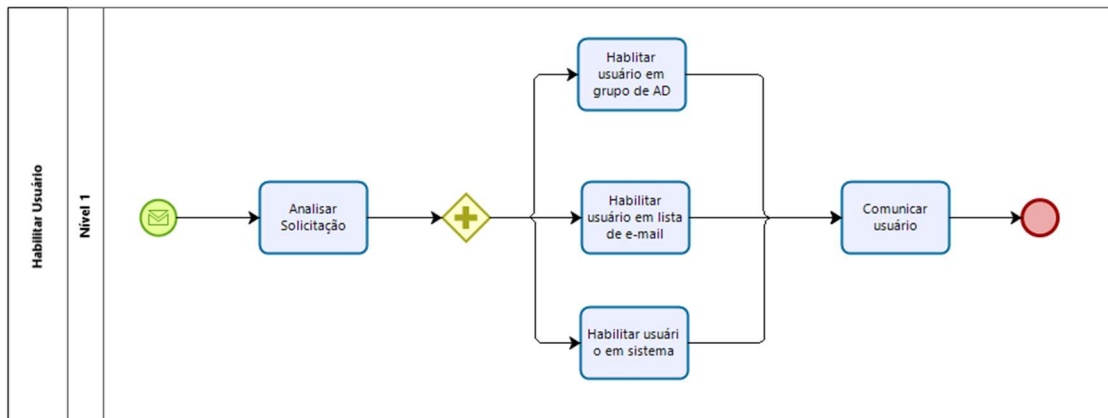 Habilitar Usuário
Nível 1
Analisar
Solicitação
Hablitar
usuário em
grupo de AD
Habilitar
usuário em lista
de e-mail
Habilitar usuári
o em sistema
Comunicar
usuário